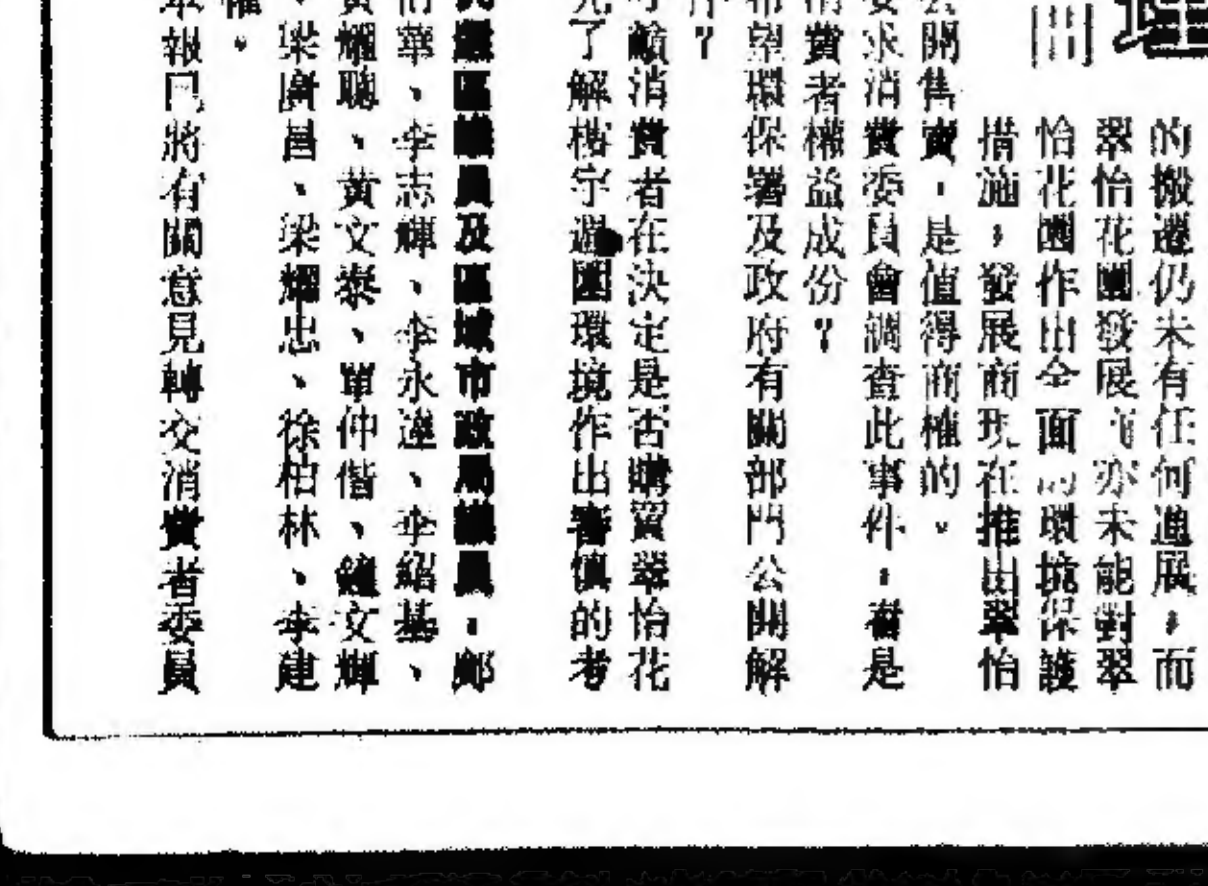 理
的搬遷仍未有任何進展，而
翠怡花園發展商亦未能對翠
怡花園作出全面的環境保護
措施，發展商現在推出翠怡
公開售賣，是值得商榷的。
要求消費委員會調查此事件，看是
消費者權益成份？
希望環保署及政府有關部門公開解
？
籲消費者在決定是否購買翠怡花
先了解樓宇週圍環境作出審慎的考
區議員及區域市政局議員，鄺
華、李志輝、李永達、李紹基、
黃耀聰、黃文泰、單仲偕、鍾文輝
、梁廣昌、梁耀忠、徐柏林、李建
權。
本報已將有關意見轉交消費者委員